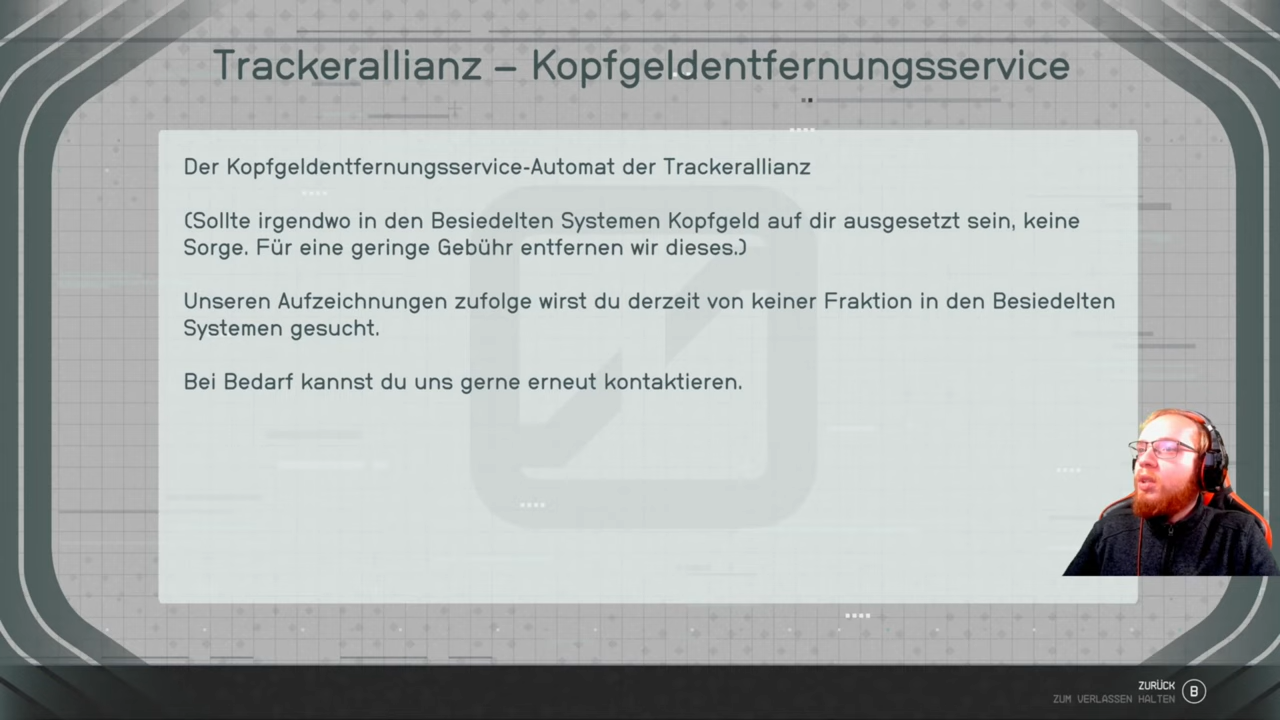 Trackerallianz – Kopfgeldentfernungsservice
Der Kopfgeldentfernungsservice-Automat der Trackerallianz
(Sollte irgendwo in den Besiedelten Systemen Kopfgeld auf dir ausgesetzt sein, keine
Sorge. Für eine geringe Gebühr entfernen wir dieses.)
Unseren Aufzeichnungen zufolge wirst du derzeit von keiner Fraktion in den Besiedelten
Systemen gesucht.
Bei Bedarf kannst du uns gerne erneut kontaktieren.
ZURÜCK B
ZUM VERLASSEN HALTEN